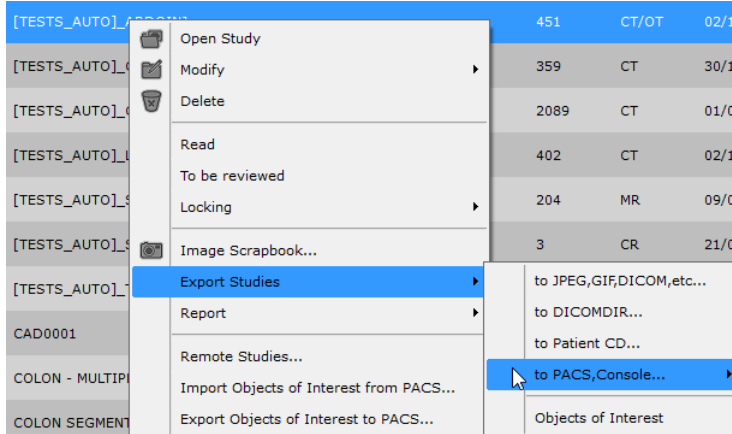 [TESTS_AUTO]_ 451 CT/OT 02/1
Open Study
[TESTS_AUTO]_ Modify 359 CT 30/1
Delete
[TESTS_AUTO]_ 2089 CT 01/0
Read
[TESTS_AUTO]_L 402 CT 02/1
To be reviewed
[TESTS_AUTO]_S Locking 204 MR 09/0
[TESTS_AUTO]_S Image Scrapbook... 3 CR 21/0
[TESTS_AUTO]_T Export Studies to JPEG,GIF,DICOM,etc...
Report to DICOMDIR...
CAD0001
Remote Studies... to Patient CD...
COLON - MULTIPL Import Objects of Interest from PACS... to PACS,Console...
COLON SEGMENT Export Objects of Interest to PACS... Objects of Interest